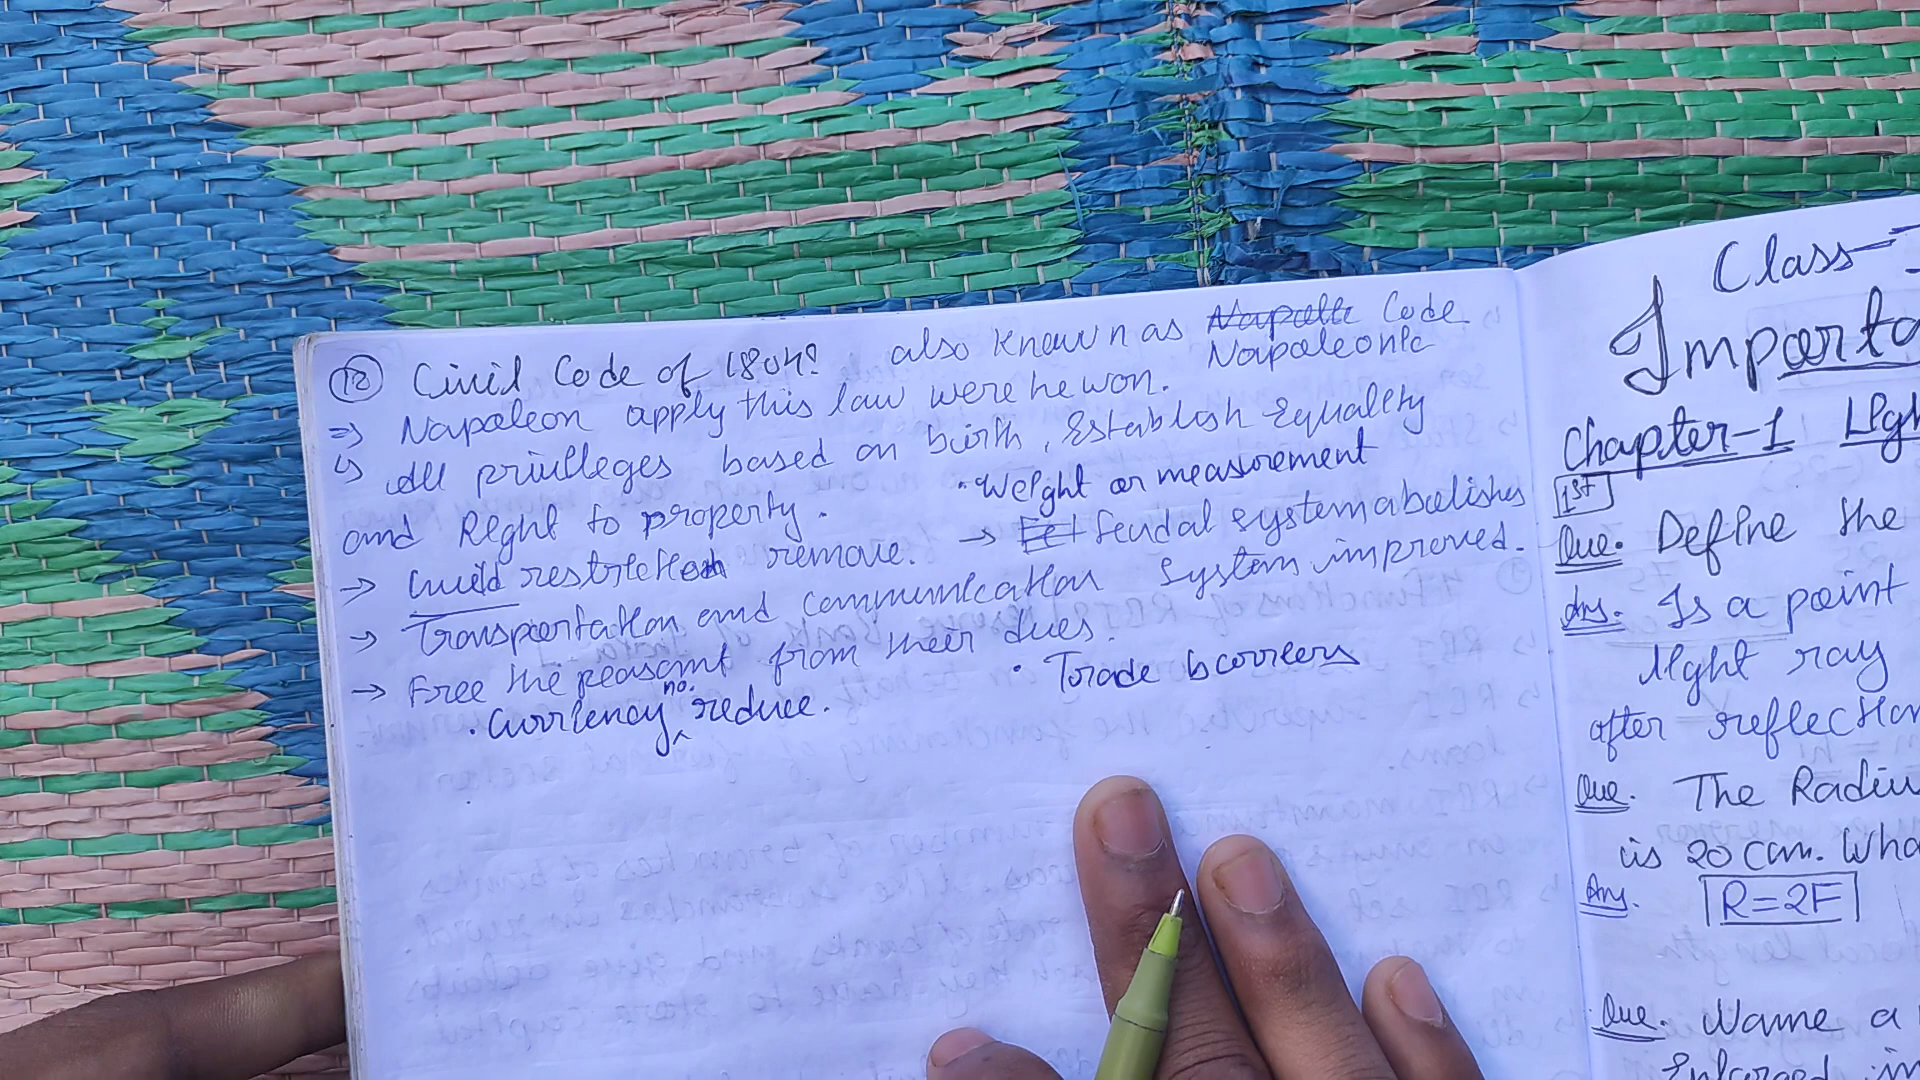 (12) Civil Code of 1804? also known as Code
Napoleonic
=> Napoleon apply this law were he won.
↳ All privileges based on birth, Establish Equality
and Right to property. • Weight or measurement
→ Guild restriction remove. → feudal system abolishes
→ Transportation and communication system improved.
→ Free the peasant from their dues.
• Currency no. reduce. • Trade barriers
Class-
Importa
Chapter-1 Ligh
1st
Que. Define the
Ans. Is a point
light ray
after reflection
Que. The Radiu
is 20 cm. Wha
Ans. R=2F
Que. Name a
Enlarged im